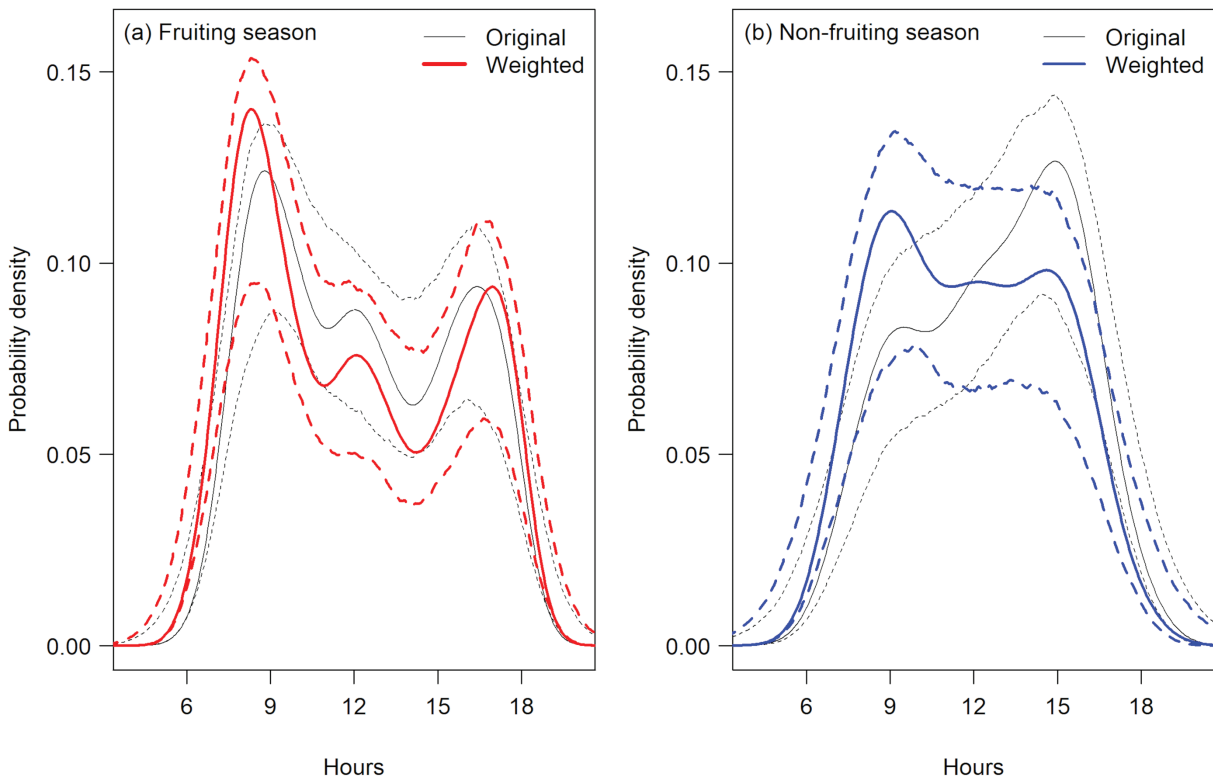 (a) Fruiting season
Original
Weighted
0.15
0.10
0.05
0.00
Probability density
6 9 12 15 18
Hours
(b) Non-fruiting season
Original
Weighted
0.15
0.10
0.05
0.00
Probability density
6 9 12 15 18
Hours